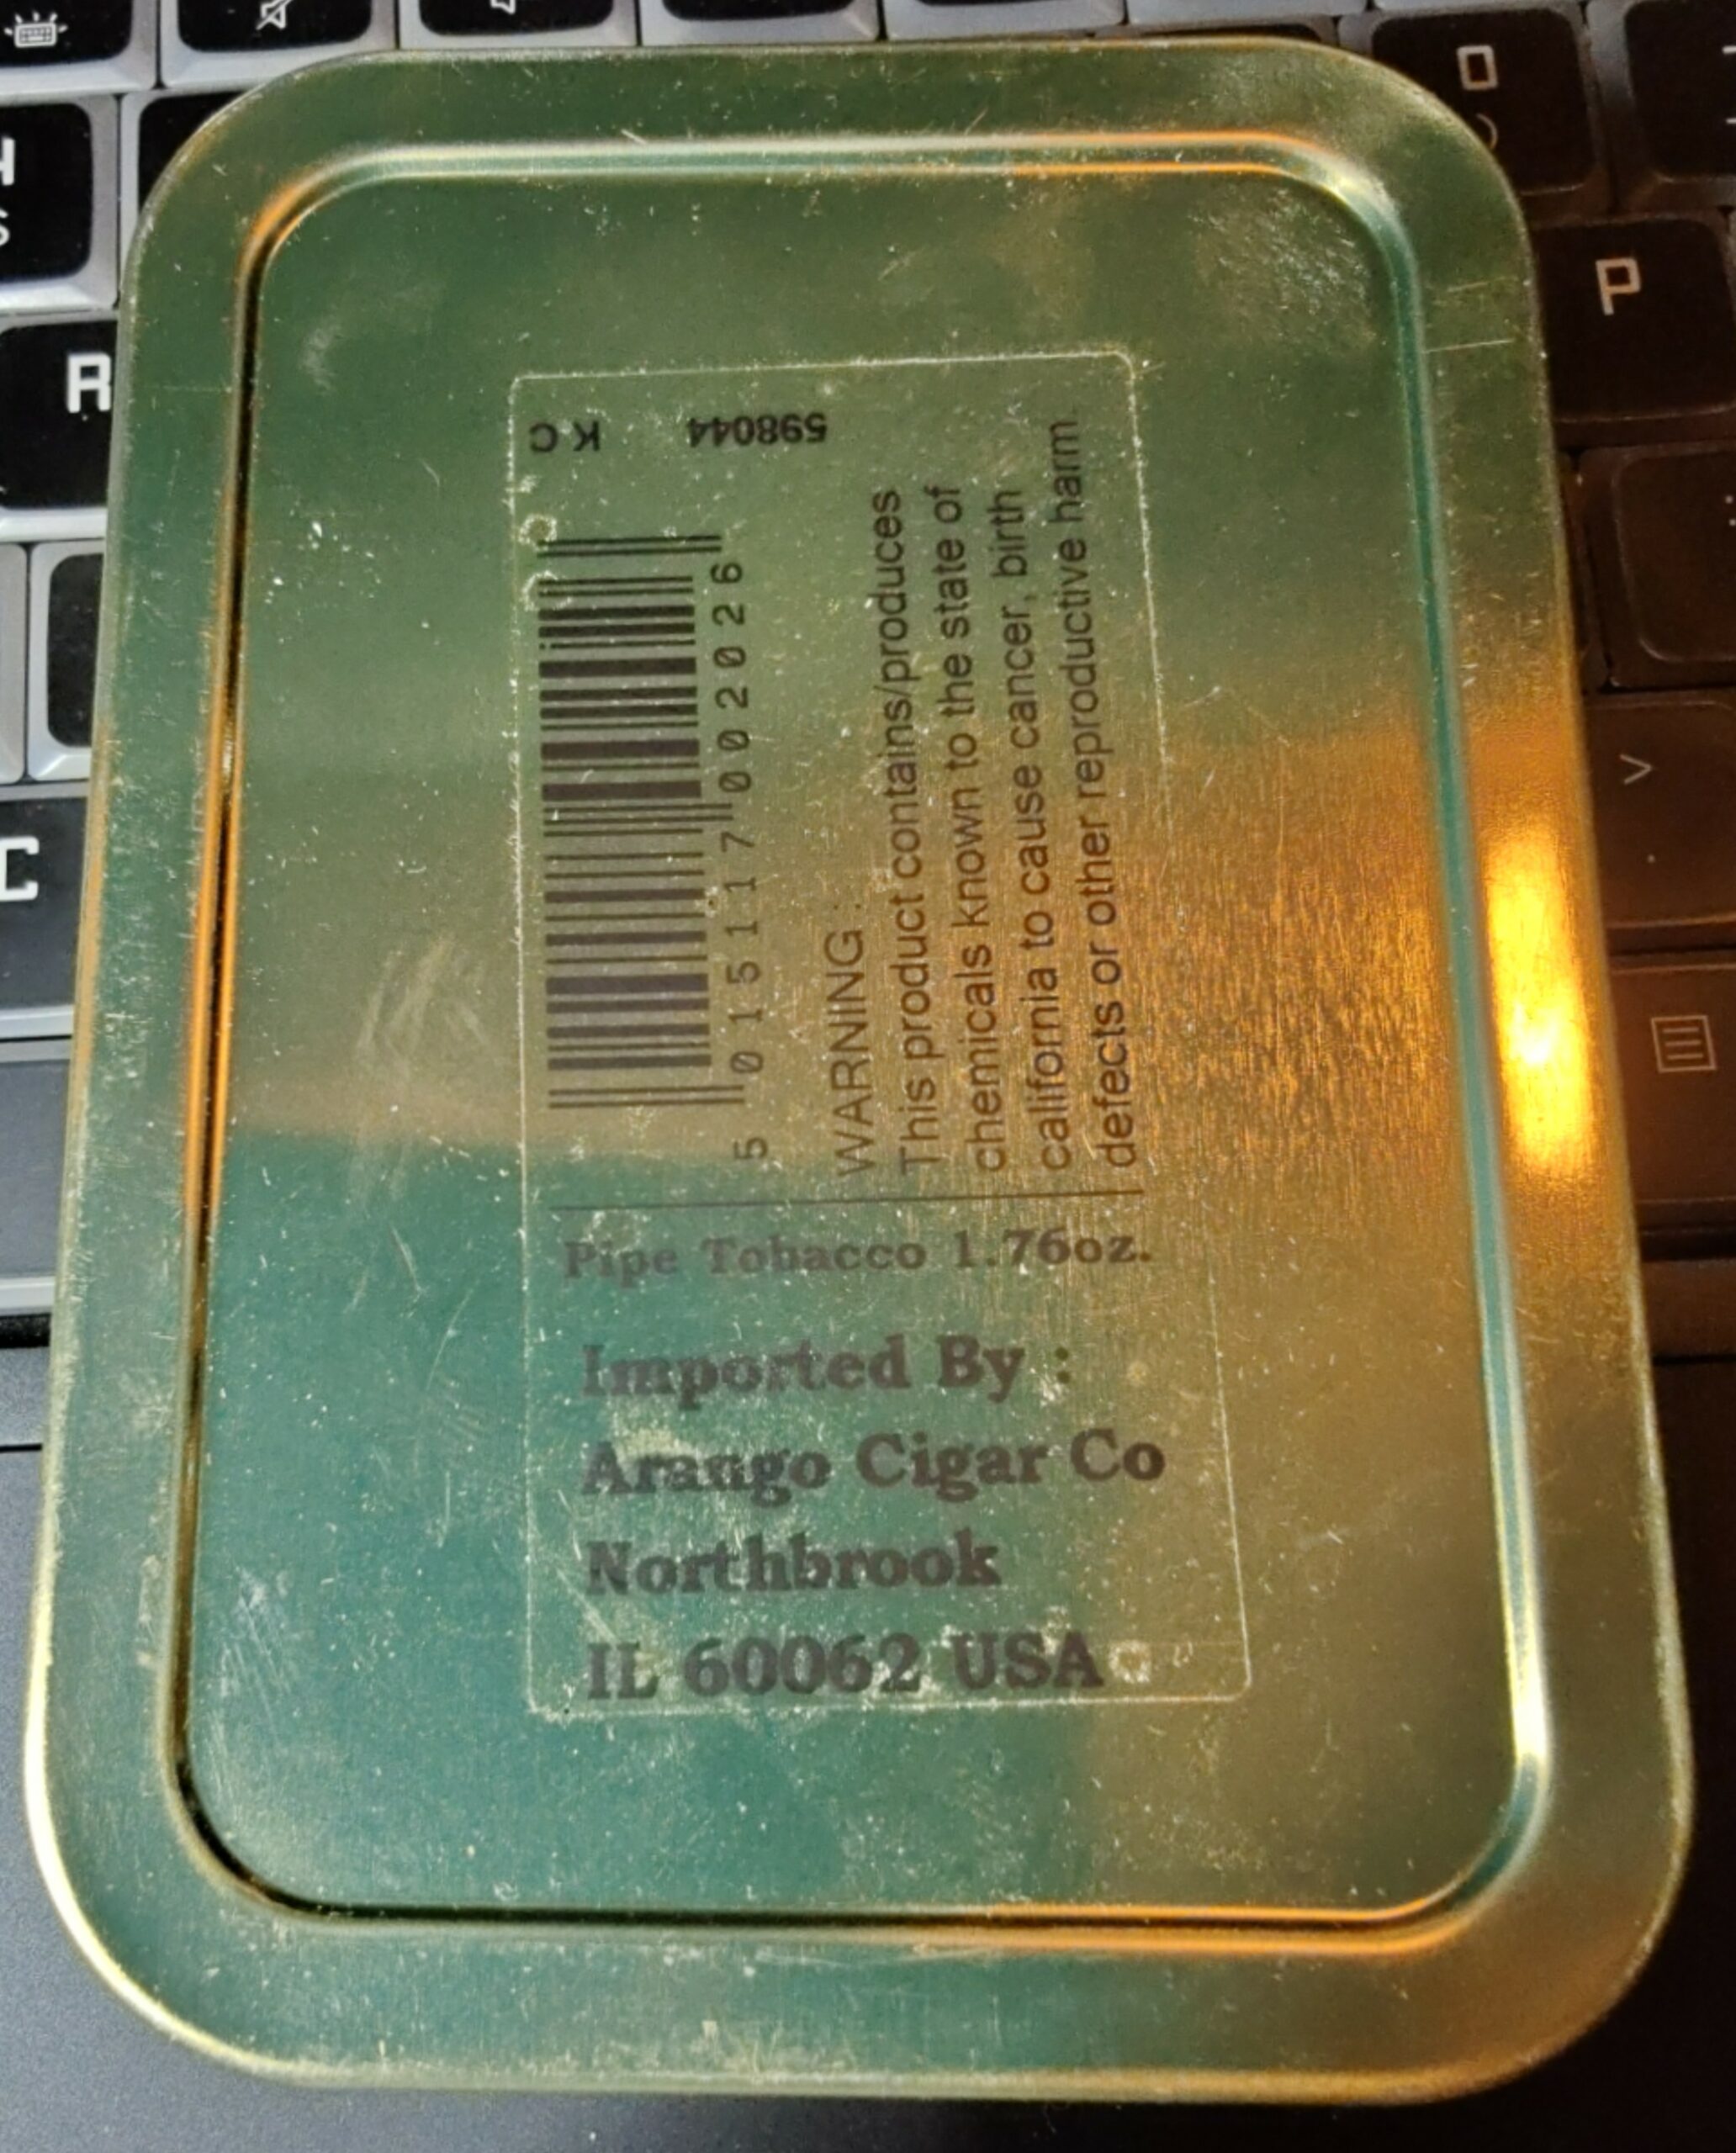 K C 598044
5 015117 002026
WARNING :
This product contains/produces
chemicals known to the state of
california to cause cancer, birth
defects or other reproductive harm.
Pipe Tobacco 1.76oz.
Imported By :
Arango Cigar Co
Northbrook
IL 60062 USA
R
C
P
O